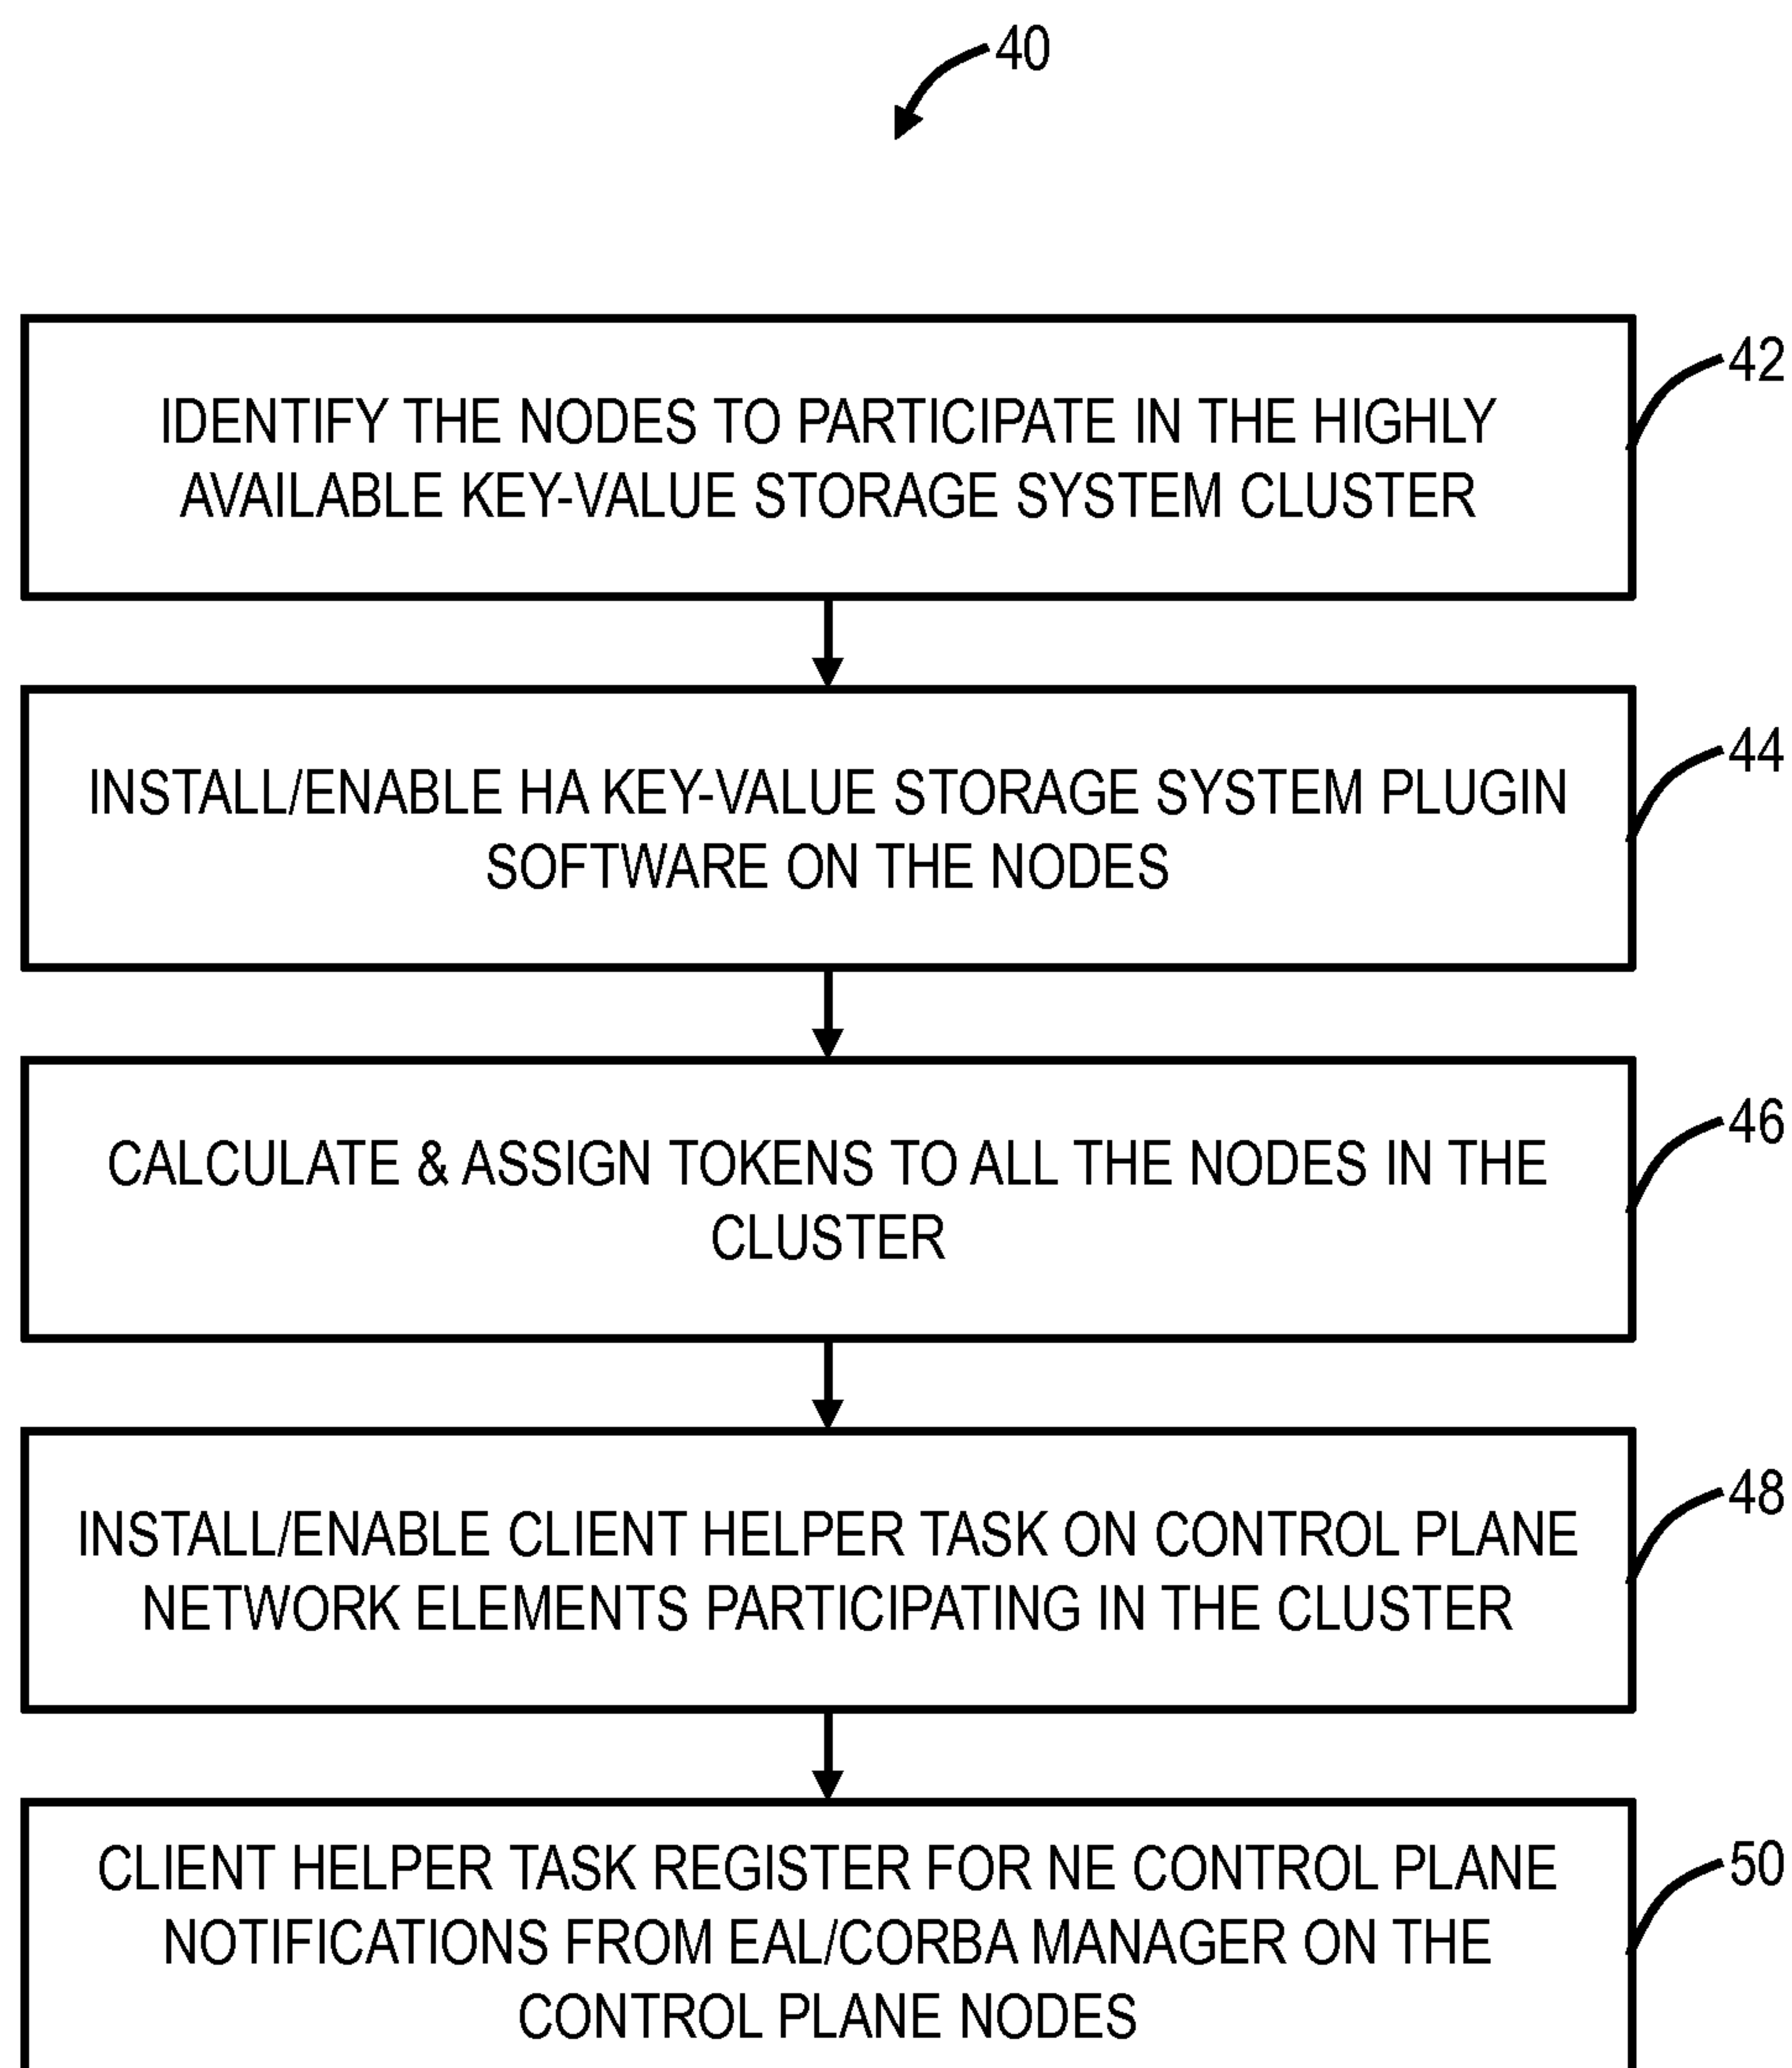 40
IDENTIFY THE NODES TO PARTICIPATE IN THE HIGHLY
AVAILABLE KEY-VALUE STORAGE SYSTEM CLUSTER
42
INSTALL/ENABLE HA KEY-VALUE STORAGE SYSTEM PLUGIN
SOFTWARE ON THE NODES
44
CALCULATE & ASSIGN TOKENS TO ALL THE NODES IN THE
CLUSTER
46
INSTALL/ENABLE CLIENT HELPER TASK ON CONTROL PLANE
NETWORK ELEMENTS PARTICIPATING IN THE CLUSTER
48
CLIENT HELPER TASK REGISTER FOR NE CONTROL PLANE
NOTIFICATIONS FROM EAL/CORBA MANAGER ON THE
CONTROL PLANE NODES
50